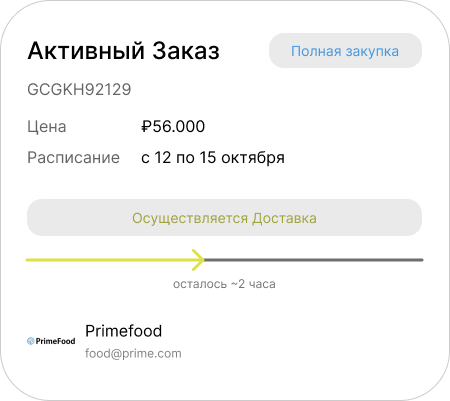 Активный Заказ
Полная закупка
GCGKH92129
Цена ₽56.000
Расписание с 12 по 15 октября
Осуществляется Доставка
осталось ~2 часа
PrimeFood
Primefood
food@prime.com